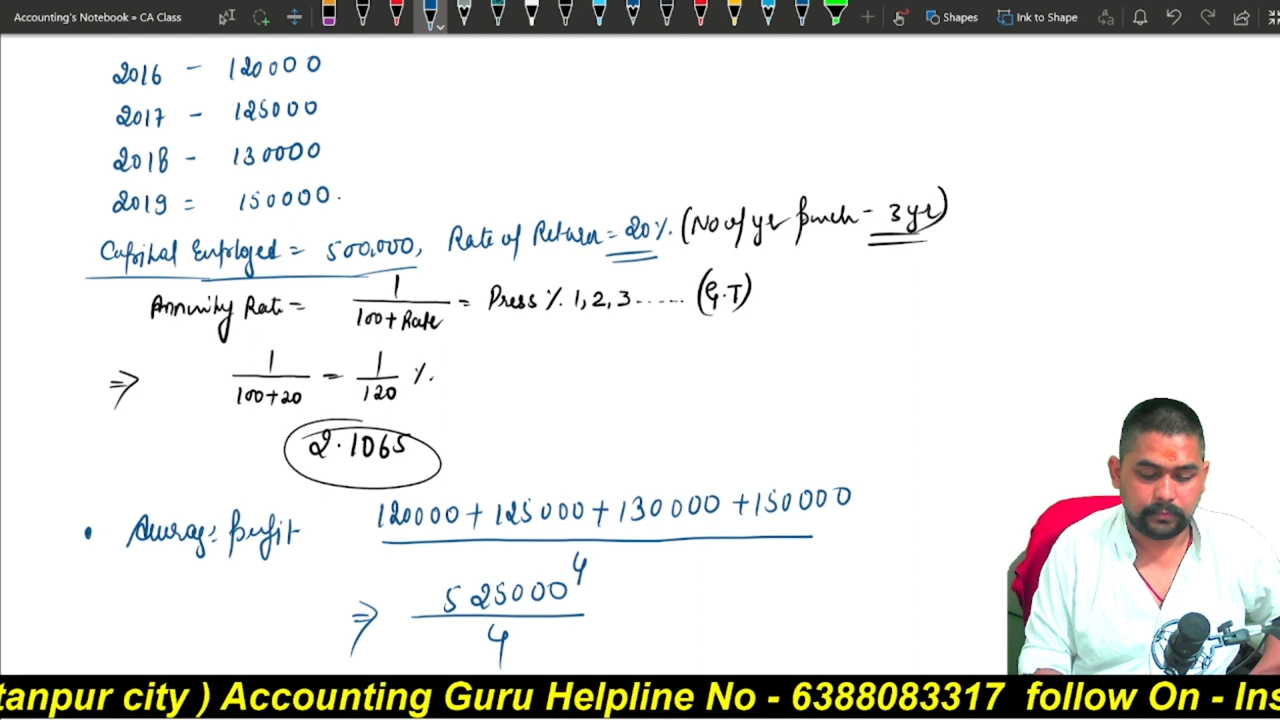 Accounting's Notebook » CA Class
Shapes
Ink to Shape
2016 - 120000
2017 - 125000
2018 - 130000
2019 = 150000.
Capital Employed = 500,000, Rate of Return = 20%. (No of yr purch - 3 yr)
Annuity Rate = 1 / 100 + Rate = Press % 1, 2, 3 ...... (G.T)
⇒ 1 / 100+20 = 1 / 120 %.
2.1065
• Average profit 120000 + 125000 + 130000 + 150000
4
⇒ 525000 / 4
tanpur city ) Accounting Guru Helpline No - 6388083317 follow On - Ins